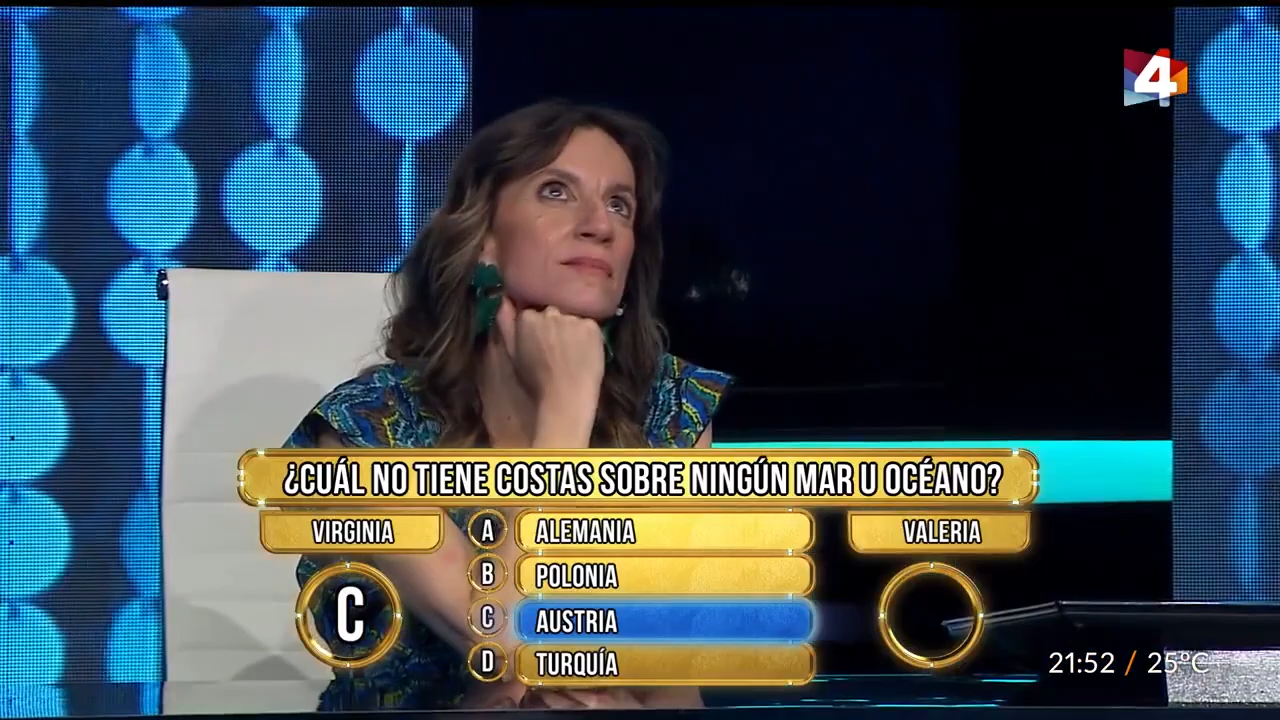 4
¿CUÁL NO TIENE COSTAS SOBRE NINGÚN MAR U OCÉANO?
VIRGINIA
VALERIA
A ALEMANIA
B POLONIA
C AUSTRIA
D TURQUÍA
C
21:52 / 25°C